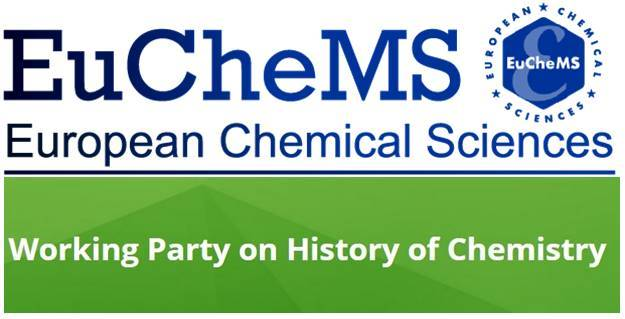 EuCheMS
EUROPEAN ★ CHEMICAL ★ SCIENCES ★
EuCheMS
European Chemical Sciences
Working Party on History of Chemistry